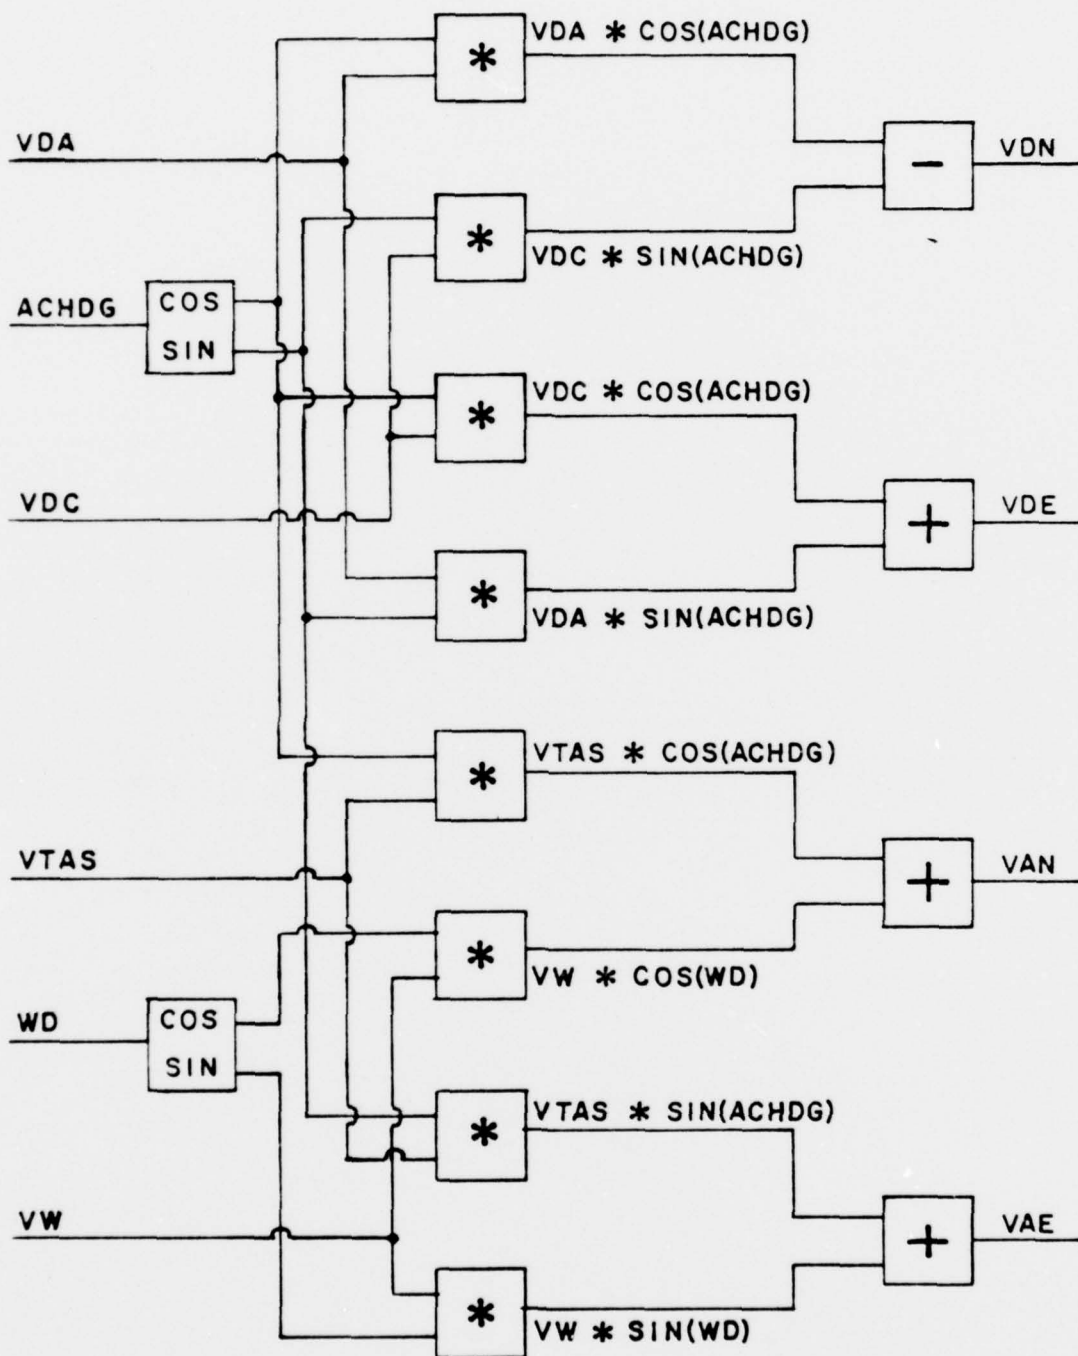 VDA * COS(ACHDG)
*
VDA
-
VDN
*
VDC * SIN(ACHDG)
ACHDG
COS
SIN
VDC * COS(ACHDG)
*
VDC
+
VDE
*
VDA * SIN(ACHDG)
VTAS * COS(ACHDG)
*
VTAS
+
VAN
*
VW * COS(WD)
WD
COS
SIN
VTAS * SIN(ACHDG)
*
VW
+
VAE
*
VW * SIN(WD)